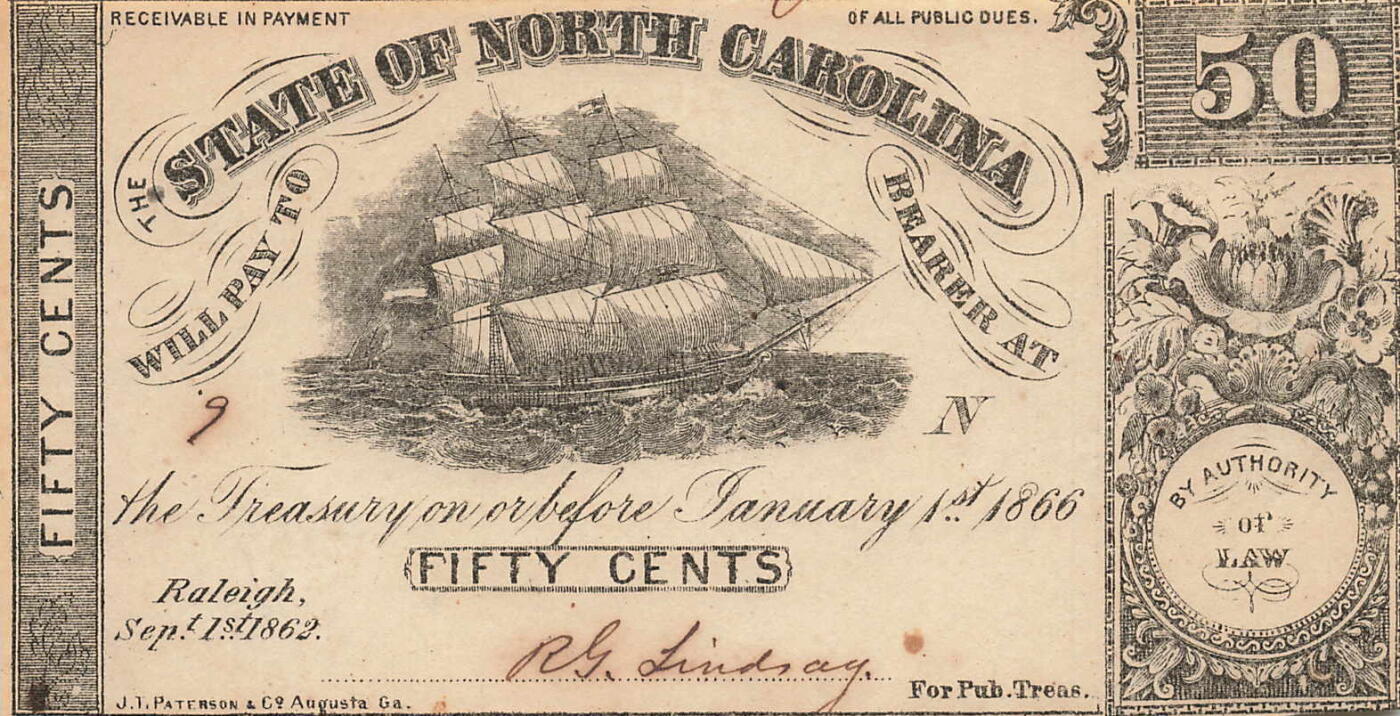 RECEIVABLE IN PAYMENT
OF ALL PUBLIC DUES.
50
THE STATE OF NORTH CAROLINA
WILL PAY TO
BEARER AT
9
N
the Treasury on or before January 1st 1866
FIFTY CENTS
FIFTY CENTS
Raleigh,
Sep.t 1st 1862.
R.G. Lindsay.
For Pub. Treas.
J.T. PATERSON & Co Augusta Ga.
BY AUTHORITY
OF
LAW